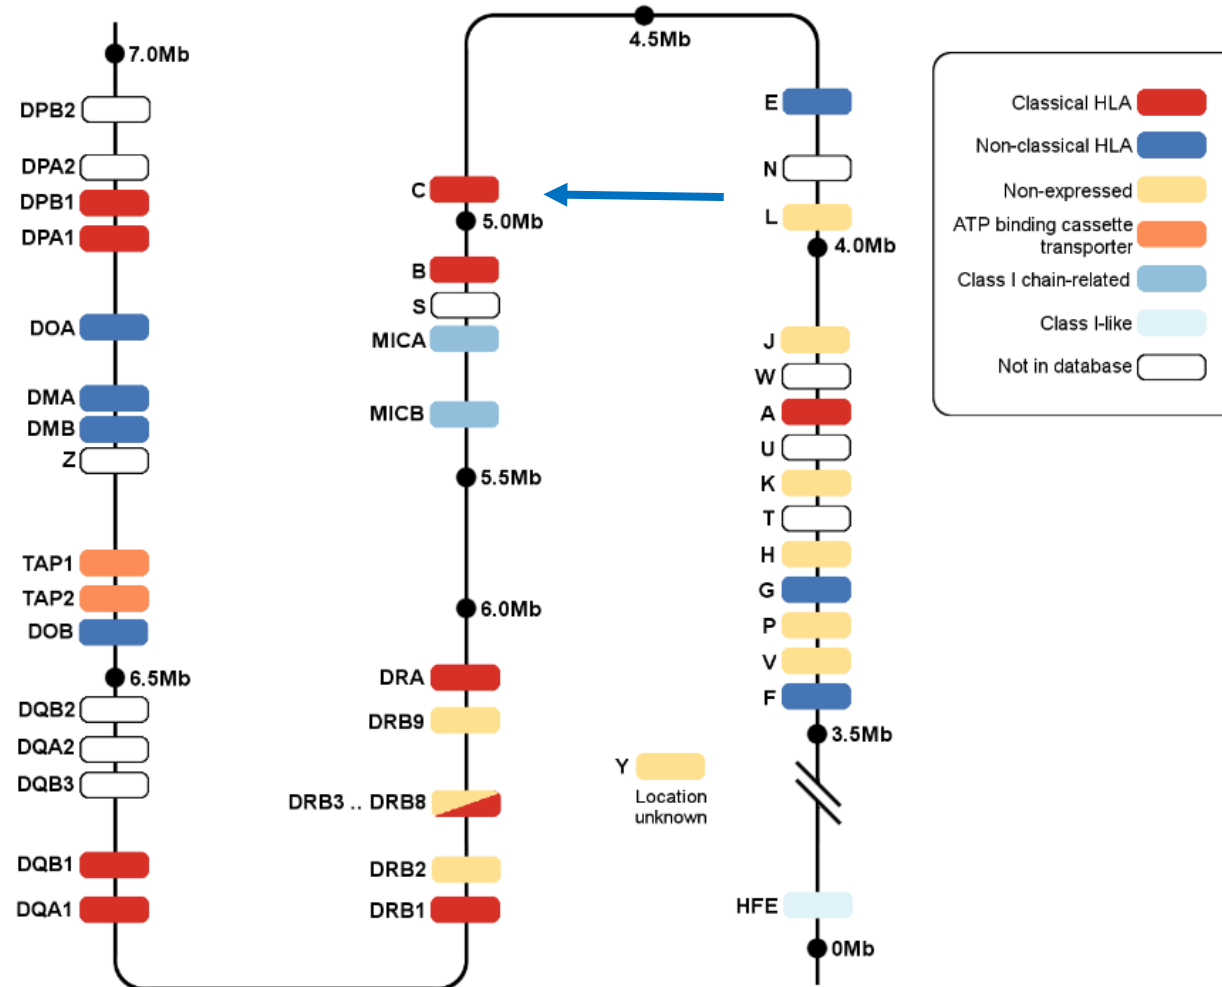 7.0Mb
DPB2
DPA2
DPB1
DPA1
DOA
DMA
DMB
Z
TAP1
TAP2
DOB
6.5Mb
DQB2
DQA2
DQB3
DQB1
DQA1
4.5Mb
C
5.0Mb
B
S
MICA
MICB
5.5Mb
6.0Mb
DRA
DRB9
DRB3 .. DRB8
DRB2
DRB1
E
N
L
4.0Mb
J
W
A
U
K
T
H
G
P
V
F
3.5Mb
Y
Location
unknown
HFE
0Mb
Classical HLA
Non-classical HLA
Non-expressed
ATP binding cassette
transporter
Class I chain-related
Class I-like
Not in database